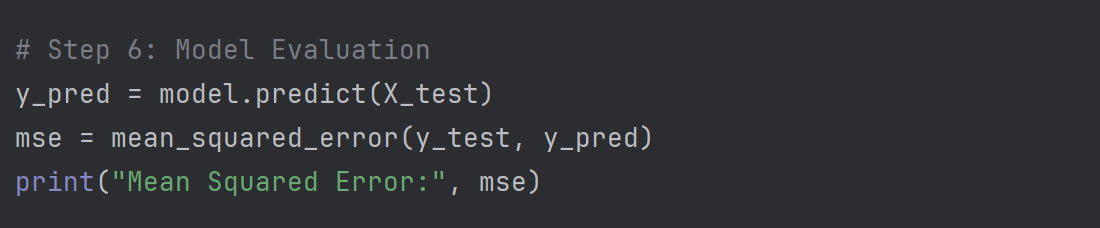 # Step 6: Model Evaluation
y_pred = model.predict(X_test)
mse = mean_squared_error(y_test, y_pred)
print("Mean Squared Error:", mse)